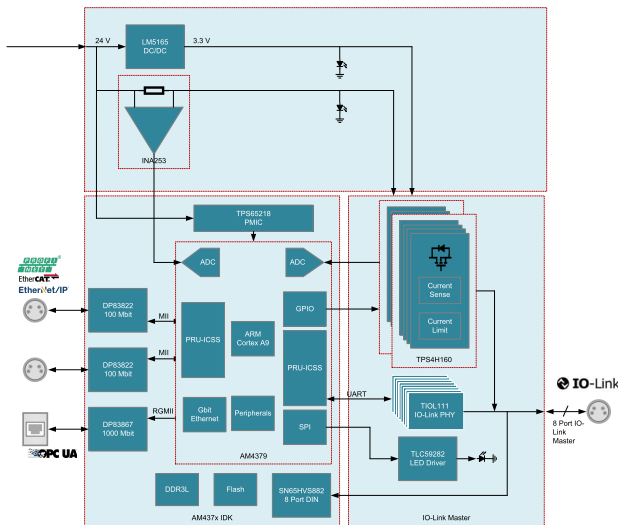 24 V
LM5165
DC/DC
3.3 V
INA253
TPS65218
PMIC
ADC
ADC
PROFI
NET
EtherCAT
EtherNet/IP
DP83822
100 Mbit
MII
PRU-ICSS
ARM
Cortex A9
GPIO
Current
Sense
Current
Limit
TPS4H160
DP83822
100 Mbit
MII
PRU-ICSS
UART
TIOL111
IO-Link PHY
IO-Link
8 Port IO-
Link
Master
DP83867
1000 Mbit
RGMII
Gbit
Ethernet
Peripherals
SPI
OPC UA
AM4379
TLC59282
LED Driver
DDR3L
Flash
SN65HVS882
8 Port DIN
AM437x IDK
IO-Link Master